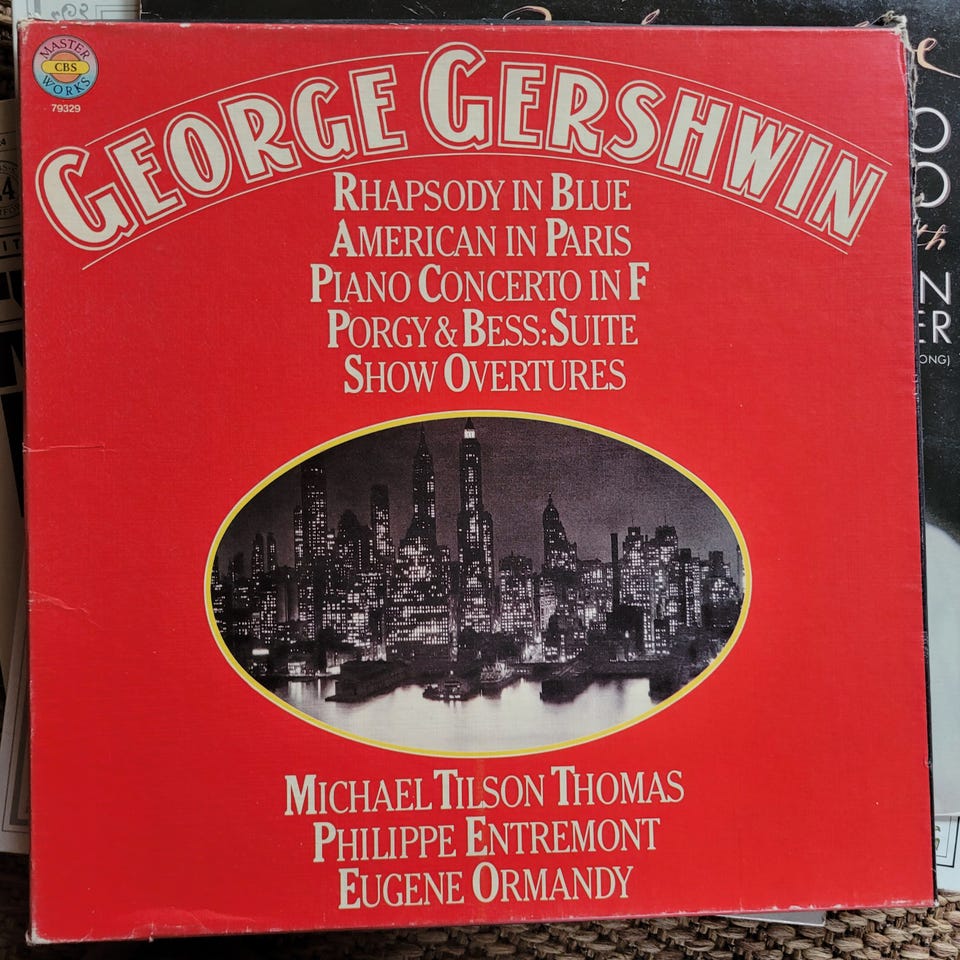 MASTER
CBS
WORKS
79329
GEORGE GERSHWIN
RHAPSODY IN BLUE
AMERICAN IN PARIS
PIANO CONCERTO IN F
PORGY & BESS: SUITE
SHOW OVERTURES
MICHAEL TILSON THOMAS
PHILIPPE ENTREMONT
EUGENE ORMANDY